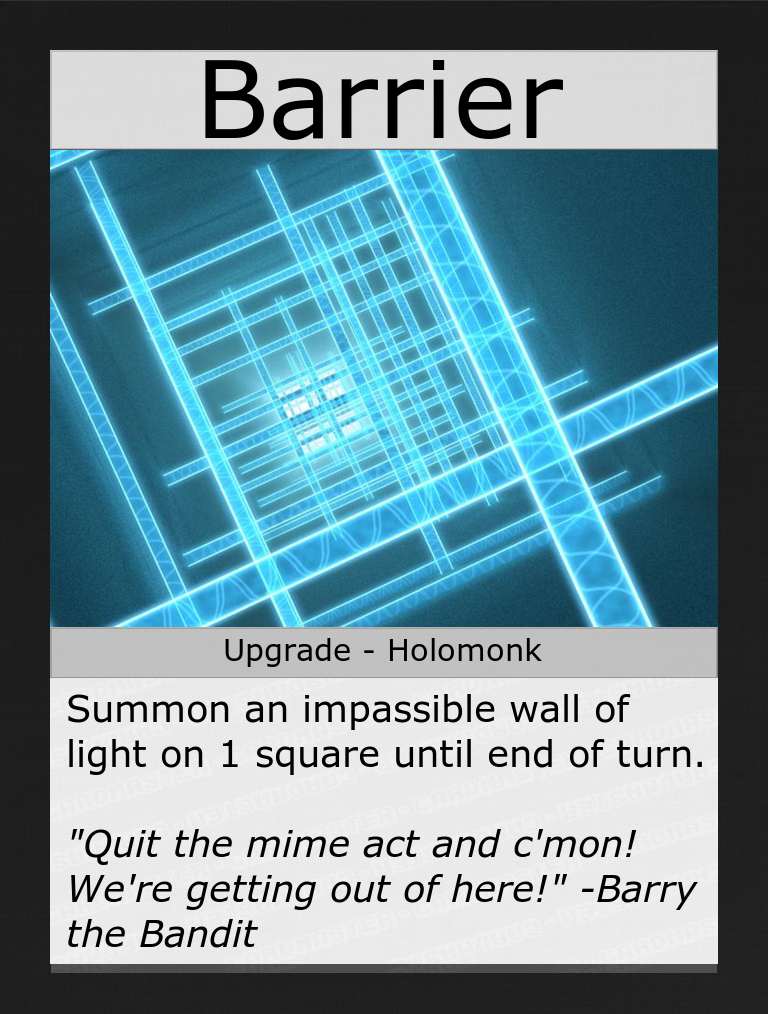 Barrier
Upgrade - Holomonk
Summon an impassible wall of
light on 1 square until end of turn.
"Quit the mime act and c'mon!
We're getting out of here!" -Barry
the Bandit